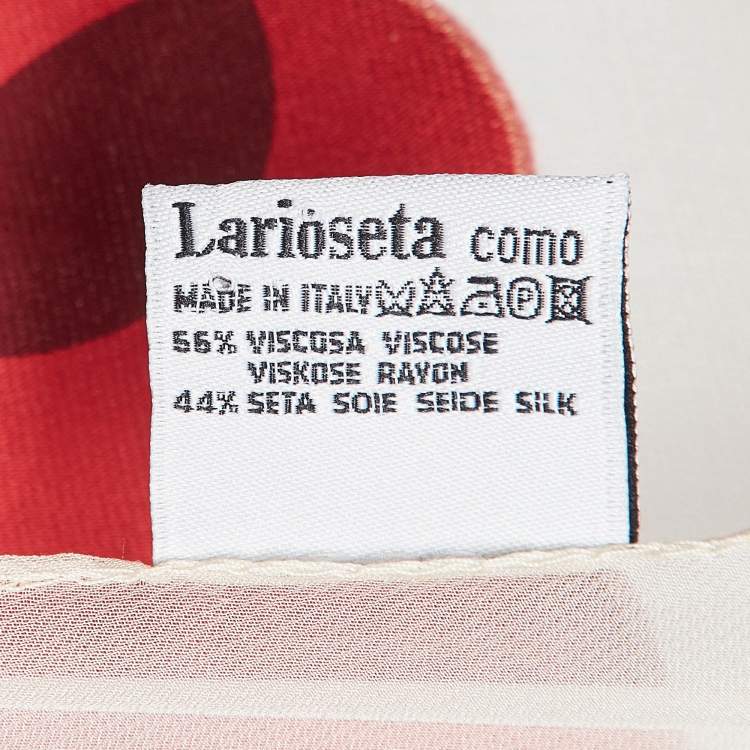 Larioseta como
MADE IN ITALY
56% VISCOSA VISCOSE
VISKOSE RAYON
44% SETA SOIE SEIDE SILK